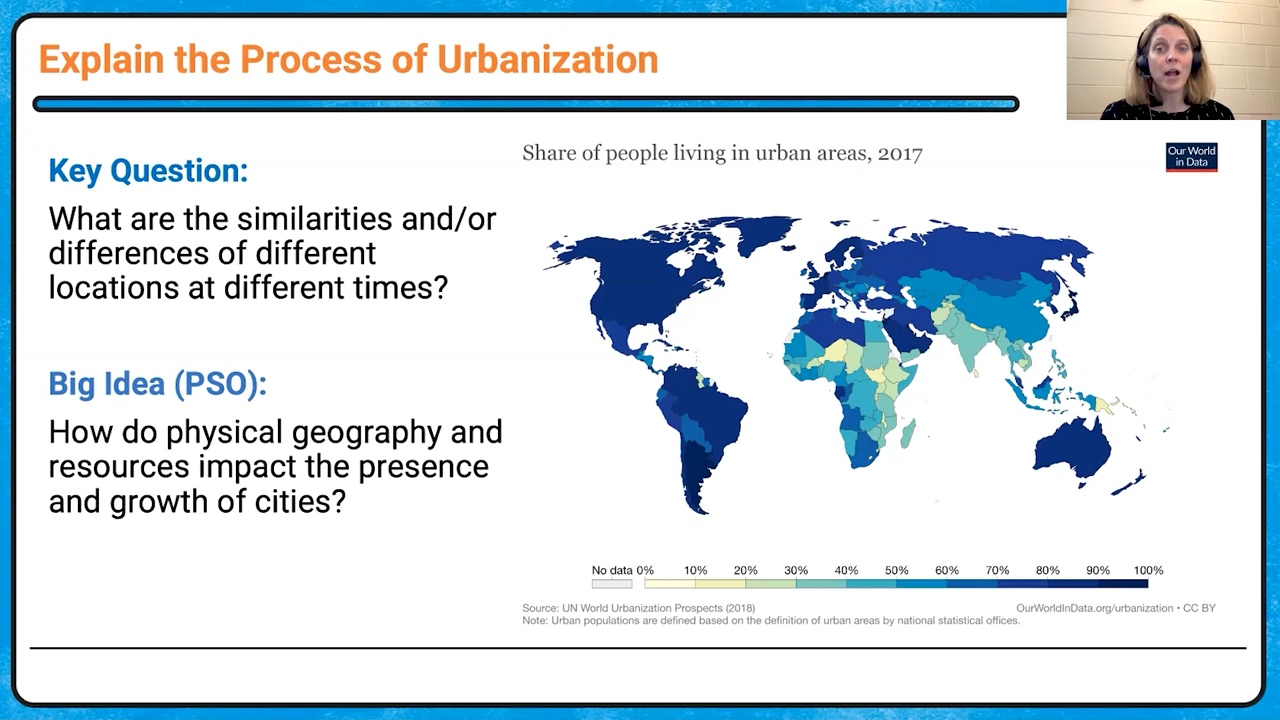 Explain the Process of Urbanization
Key Question:
What are the similarities and/or
differences of different
locations at different times?
Big Idea (PSO):
How do physical geography and
resources impact the presence
and growth of cities?
Share of people living in urban areas, 2017
Our World
in Data
No data 0% 10% 20% 30% 40% 50% 60% 70% 80% 90% 100%
Source: UN World Urbanization Prospects (2018) OurWorldInData.org/urbanization • CC BY
Note: Urban populations are defined based on the definition of urban areas by national statistical offices.